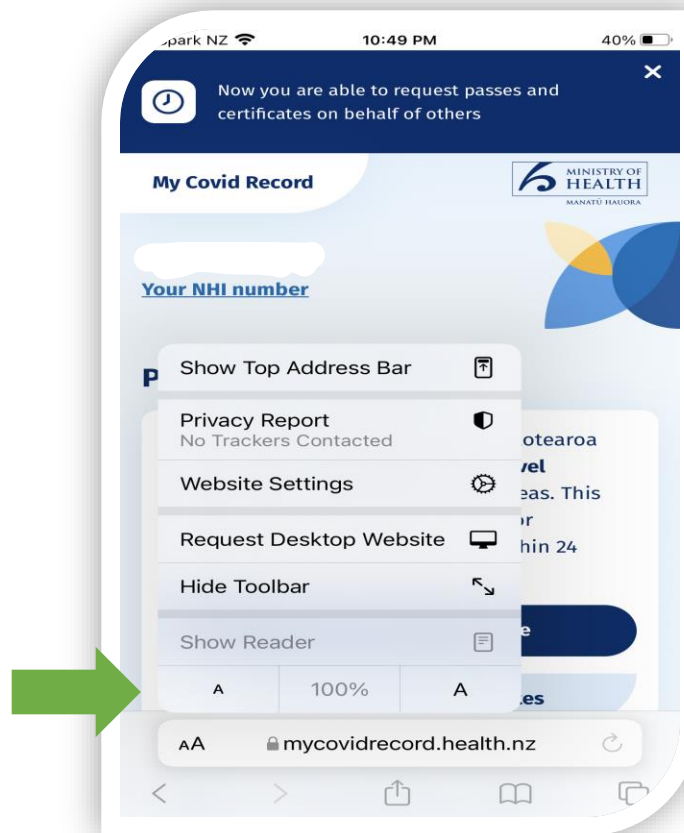 NZ 10:49 PM 40%
Now you are able to request passes and
certificates on behalf of others
My Covid Record
MINISTRY OF
HEALTH
MANATŪ HAUORA
Your NHI number
P
Show Top Address Bar
Privacy Report
No Trackers Contacted
otearoa
vel
Website Settings
eas. This
or
Request Desktop Website
hin 24
Hide Toolbar
Show Reader
e
A 100% A
es
AA mycovidrecord.health.nz